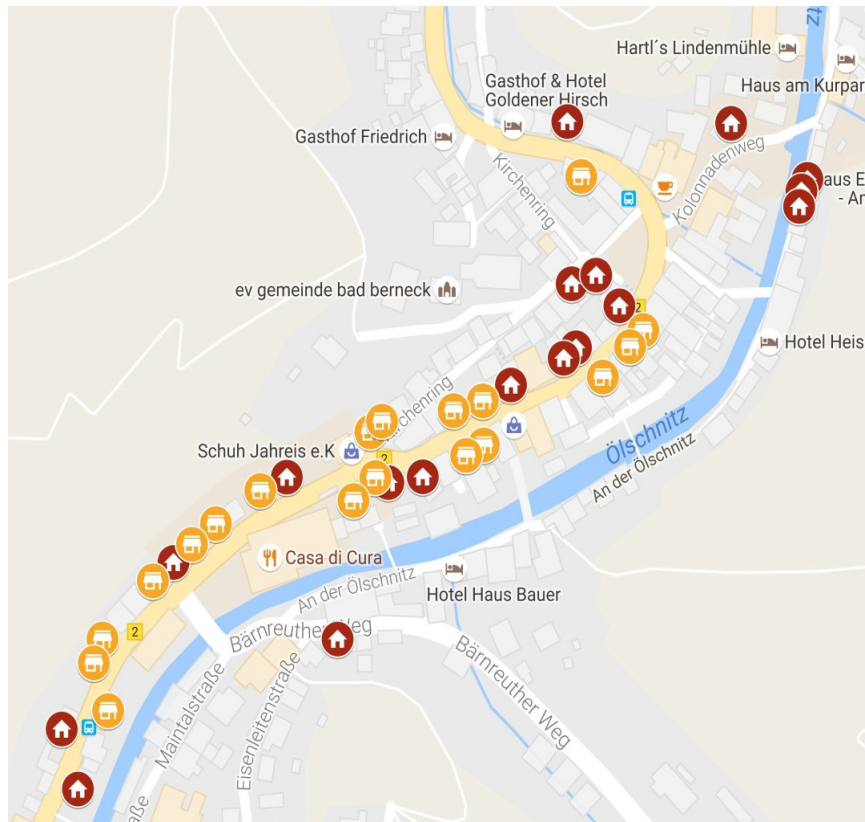 tz
Hartl´s Lindenmühle
Haus am Kurpar
Gasthof & Hotel
Goldener Hirsch
Gasthof Friedrich
Kirchenring
Kolonnadenweg
aus E
- An
ev gemeinde bad berneck
2
Hotel Heis
Kirchenring
Ölschnitz
An der Ölschnitz
Schuh Jahreis e.K
2
Casa di Cura
An der Ölschnitz
Hotel Haus Bauer
2
Bärnreuther Weg
Bärnreuther Weg
Maintalstraße
Eisenleitenstraße
aße